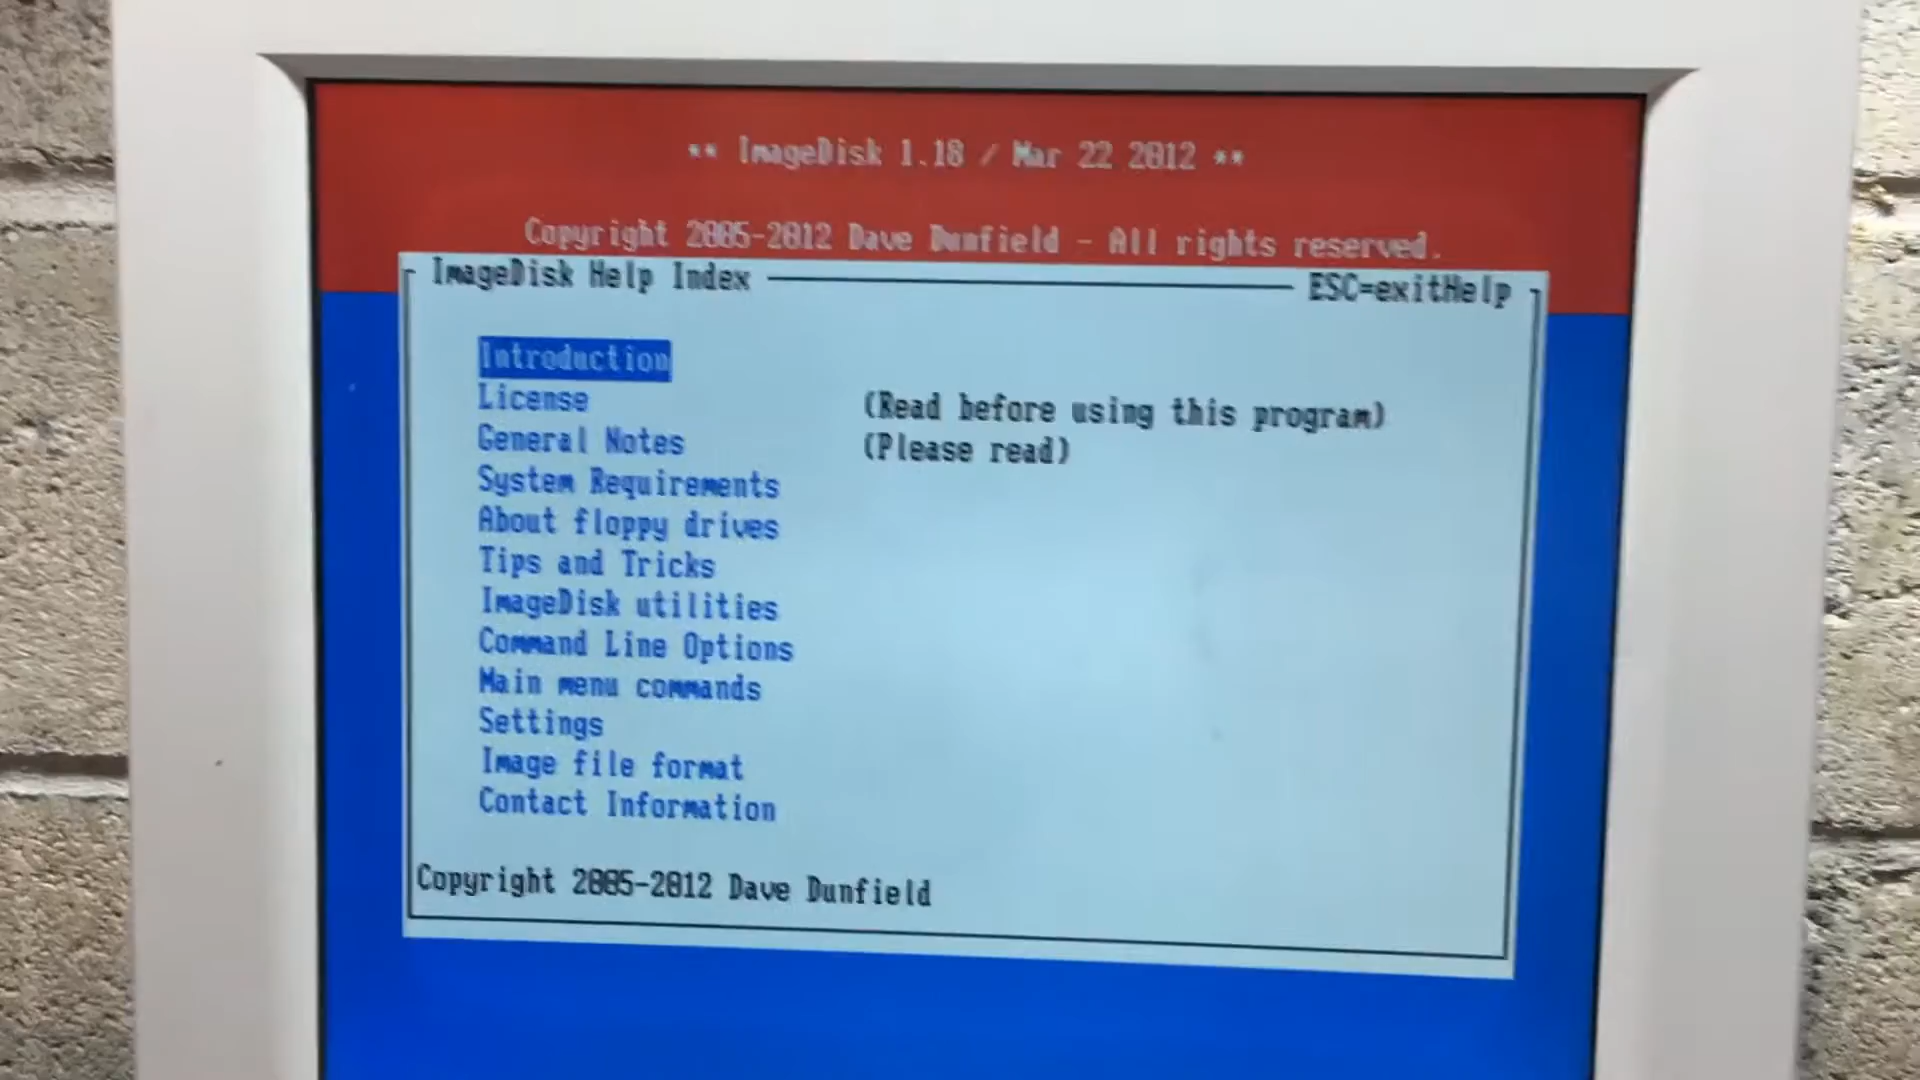 ** ImageDisk 1.18 / Mar 22 2012 **
Copyright 2005-2012 Dave Dunfield - All rights reserved.
ImageDisk Help Index ESC=exitHelp
Introduction
License (Read before using this program)
General Notes (Please read)
System Requirements
About floppy drives
Tips and Tricks
ImageDisk utilities
Command Line Options
Main menu commands
Settings
Image file format
Contact Information
Copyright 2005-2012 Dave Dunfield